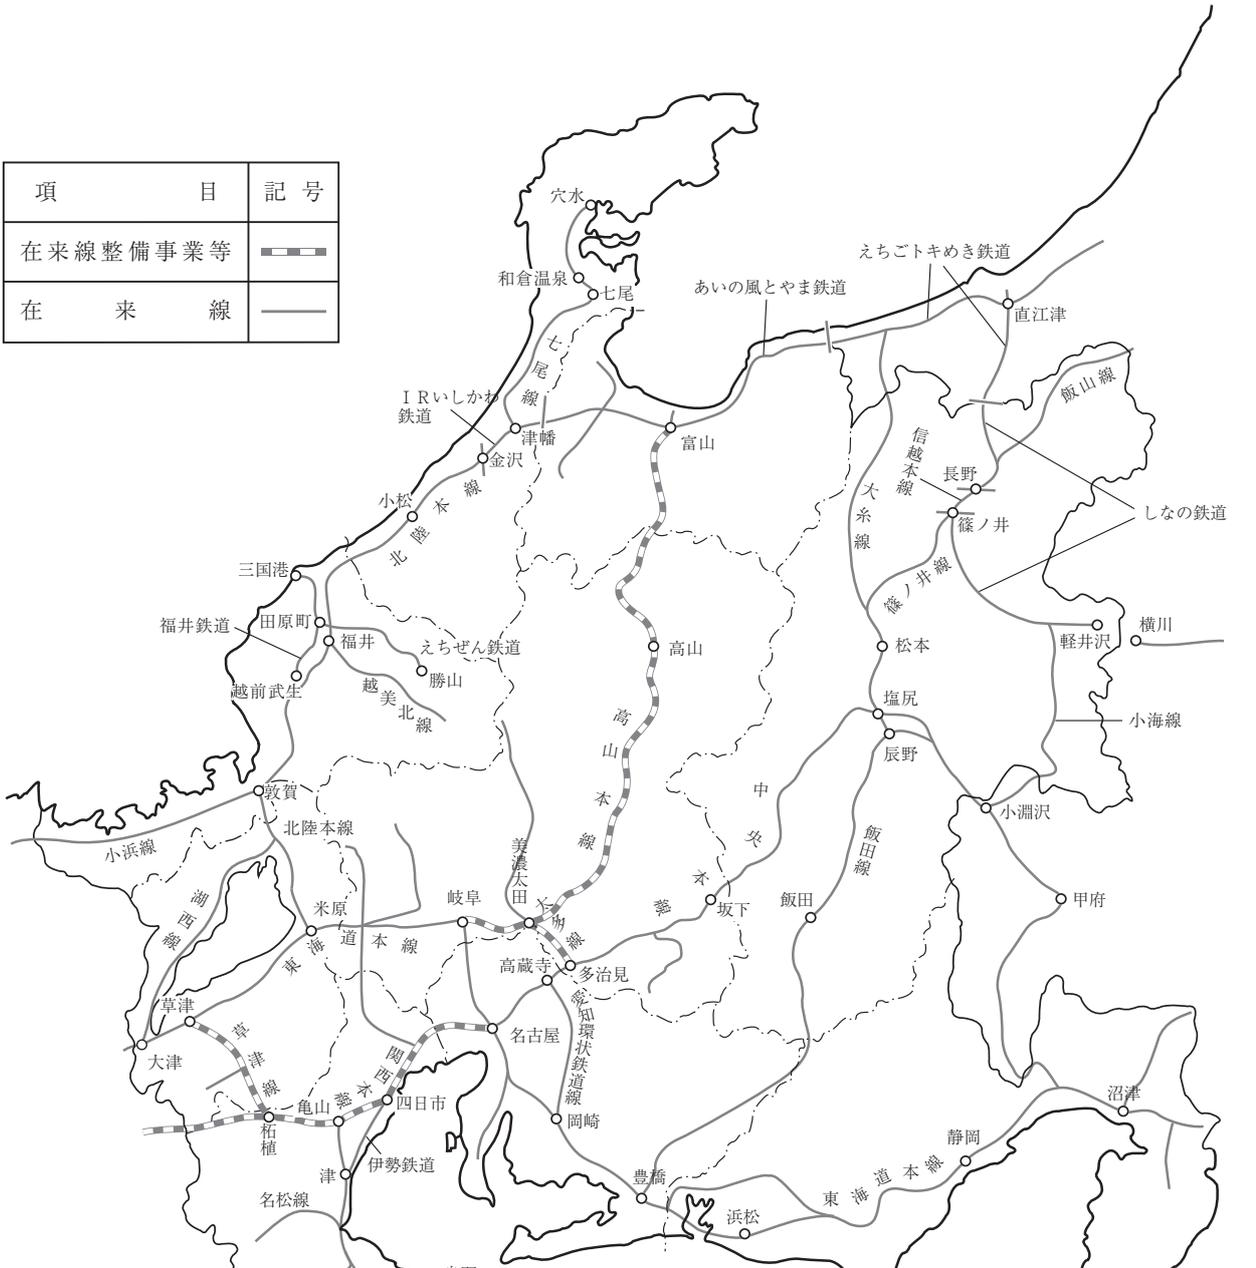 項目
記号
在来線整備事業等
在来線
穴水
和倉温泉
七尾
七尾線
えちごトキめき鉄道
あいの風とやま鉄道
直江津
飯山線
ＩＲいしかわ
鉄道
津幡
金沢
富山
小松
北陸本線
信越本線
長野
大糸線
篠ノ井
しなの鉄道
篠ノ井線
三国港
田原町
福井鉄道
福井
えちぜん鉄道
越前武生
勝山
越美北線
高山
松本
軽井沢
横川
塩尻
辰野
小海線
高山本線
中央本線
敦賀
北陸本線
小浜線
小淵沢
飯田線
美濃太田
湖西線
米原
岐阜
太多線
坂下
飯田
甲府
東海道本線
高蔵寺
多治見
愛知環状鉄道線
草津
草津線
大津
名古屋
関西本線
亀山
四日市
柘植
岡崎
沼津
伊勢鉄道
津
静岡
名松線
豊橋
浜松
東海道本線